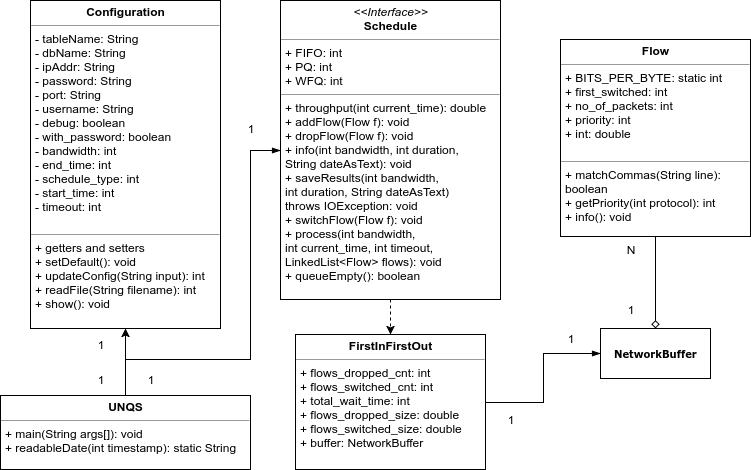 Configuration
- tableName: String
- dbName: String
- ipAddr: String
- password: String
- port: String
- username: String
- debug: boolean
- with_password: boolean
- bandwidth: int
- end_time: int
- schedule_type: int
- start_time: int
- timeout: int
+ getters and setters
+ setDefault(): void
+ updateConfig(String input): int
+ readFile(String filename): int
+ show(): void
<<Interface>>
Schedule
+ FIFO: int
+ PQ: int
+ WFQ: int
+ throughput(int current_time): double
+ addFlow(Flow f): void
+ dropFlow(Flow f): void
+ info(int bandwidth, int duration,
String dateAsText): void
+ saveResults(int bandwidth,
int duration, String dateAsText)
throws IOException: void
+ switchFlow(Flow f): void
+ process(int bandwidth,
int current_time, int timeout,
LinkedList<Flow> flows): void
+ queueEmpty(): boolean
Flow
+ BITS_PER_BYTE: static int
+ first_switched: int
+ no_of_packets: int
+ priority: int
+ int: double
+ matchCommas(String line):
boolean
+ getPriority(int protocol): int
+ info(): void
1
N
1
1
1
1
1
1
UNQS
+ main(String args[]): void
+ readableDate(int timestamp): static String
FirstInFirstOut
+ flows_dropped_cnt: int
+ flows_switched_cnt: int
+ total_wait_time: int
+ flows_dropped_size: double
+ flows_switched_size: double
+ buffer: NetworkBuffer
NetworkBuffer